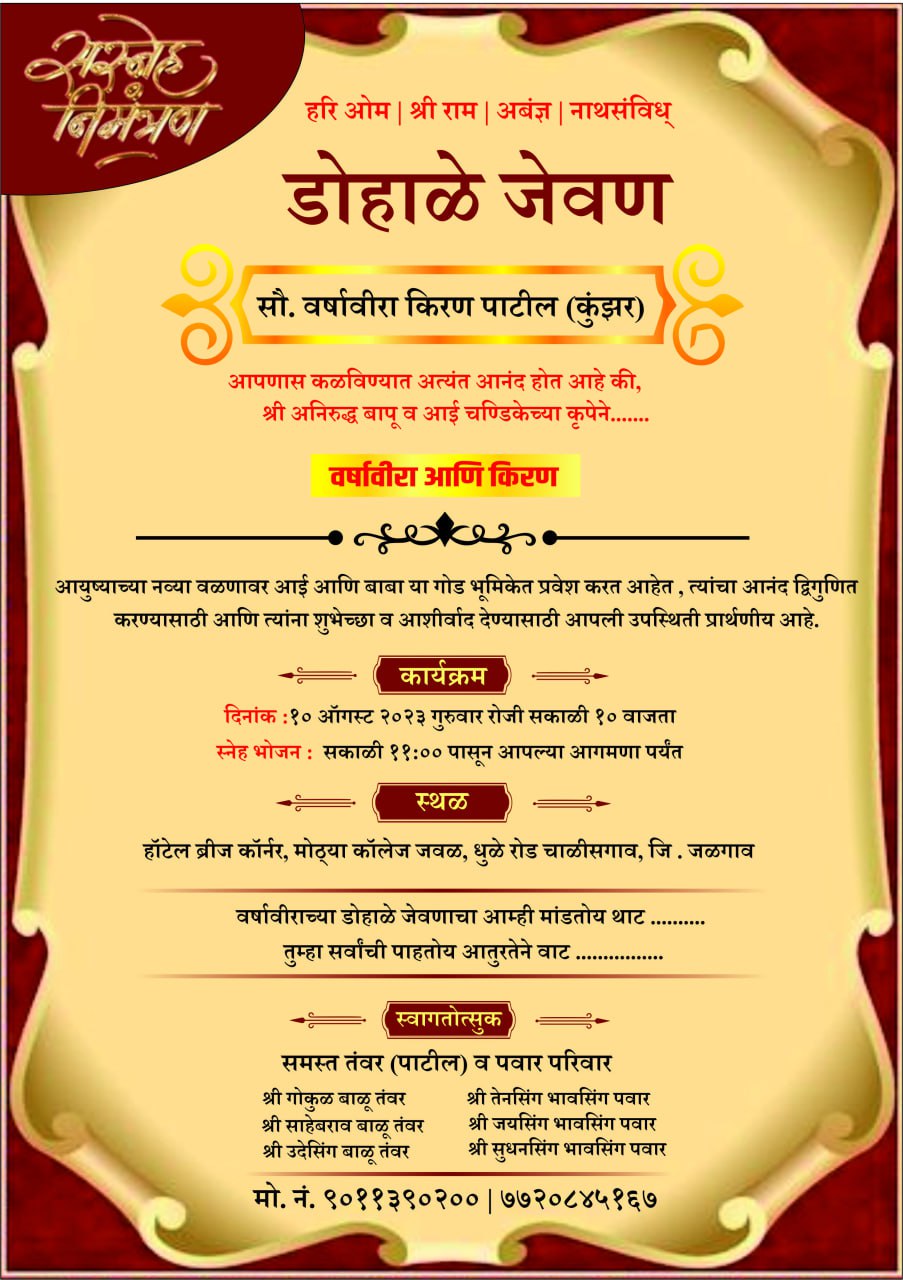 सस्नेह
निमंत्रण
हरि ओम | श्री राम | अबंज्ञ | नाथसंविध्
डोहाळे जेवण
सौ. वर्षावीरा किरण पाटील (कुंझर)
आपणास कळविण्यात अत्यंत आनंद होत आहे की,
श्री अनिरुद्ध बापू व आई चण्डिकेच्या कृपेने.......
वर्षावीरा आणि किरण
आयुष्याच्या नव्या वळणावर आई आणि बाबा या गोड भूमिकेत प्रवेश करत आहेत , त्यांचा आनंद द्विगुणित
करण्यासाठी आणि त्यांना शुभेच्छा व आशीर्वाद देण्यासाठी आपली उपस्थिती प्रार्थणीय आहे.
कार्यक्रम
दिनांक :१० ऑगस्ट २०२३ गुरुवार रोजी सकाळी १० वाजता
स्नेह भोजन : सकाळी ११:०० पासून आपल्या आगमणा पर्यंत
स्थळ
हॉटेल ब्रीज कॉर्नर, मोठ्या कॉलेज जवळ, धुळे रोड चाळीसगाव, जि . जळगाव
वर्षावीराच्या डोहाळे जेवणाचा आम्ही मांडतोय थाट ..........
तुम्हा सर्वांची पाहतोय आतुरतेने वाट ................
स्वागतोत्सुक
समस्त तंवर (पाटील) व पवार परिवार
श्री गोकुळ बाळू तंवर श्री तेनसिंग भावसिंग पवार
श्री साहेबराव बाळू तंवर श्री जयसिंग भावसिंग पवार
श्री उदेसिंग बाळू तंवर श्री सुधनसिंग भावसिंग पवार
मो. नं. ९०११३९०२०० | ७७२०८४५१६७